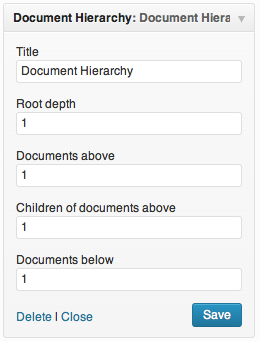 Document Hierarchy: Document Hiera
Title
Document Hierarchy
Root depth
1
Documents above
1
Children of documents above
1
Documents below
1
Delete | Close Save